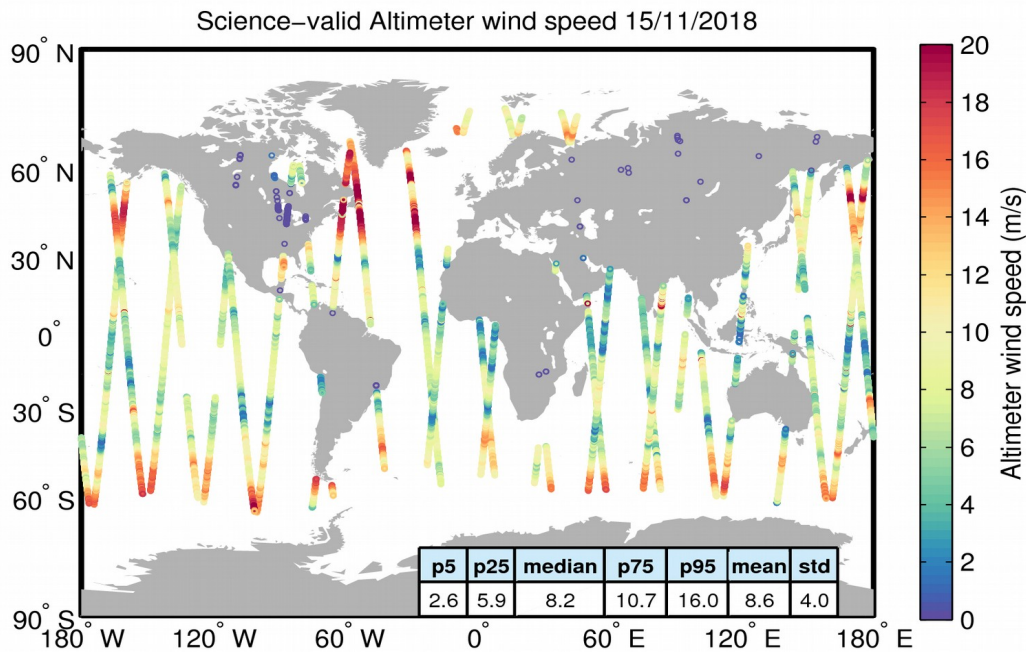 Science−valid Altimeter wind speed 15/11/2018
90° N
60° N
30° N
0°
30° S
60° S
90° S
180° W
120° W
60° W
0°
60° E
120° E
180° E
p5 p25 median p75 p95 mean std
2.6 5.9 8.2 10.7 16.0 8.6 4.0
20
18
16
14
12
10
8
6
4
2
0
Altimeter wind speed (m/s)